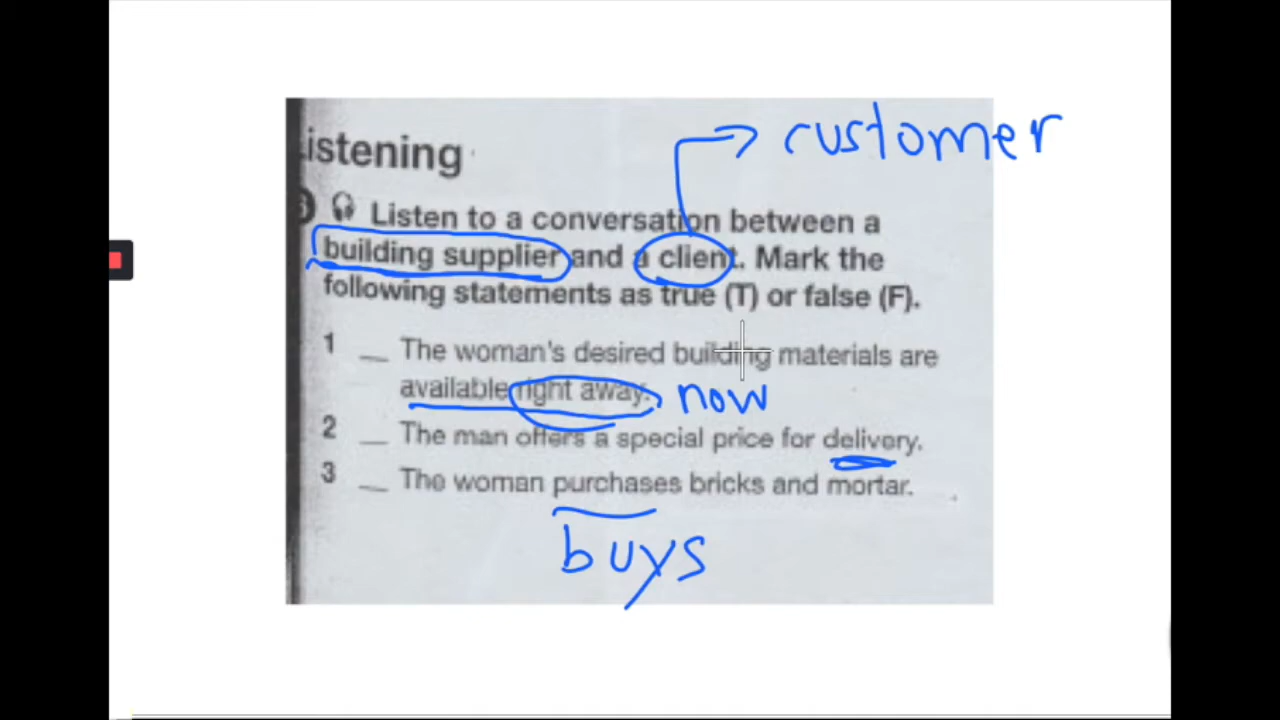 customer
istening
Listen to a conversation between a
building supplier and a client. Mark the
following statements as true (T) or false (F).
1 __ The woman's desired building materials are
available right away. now
2 __ The man offers a special price for delivery.
3 __ The woman purchases bricks and mortar.
buys